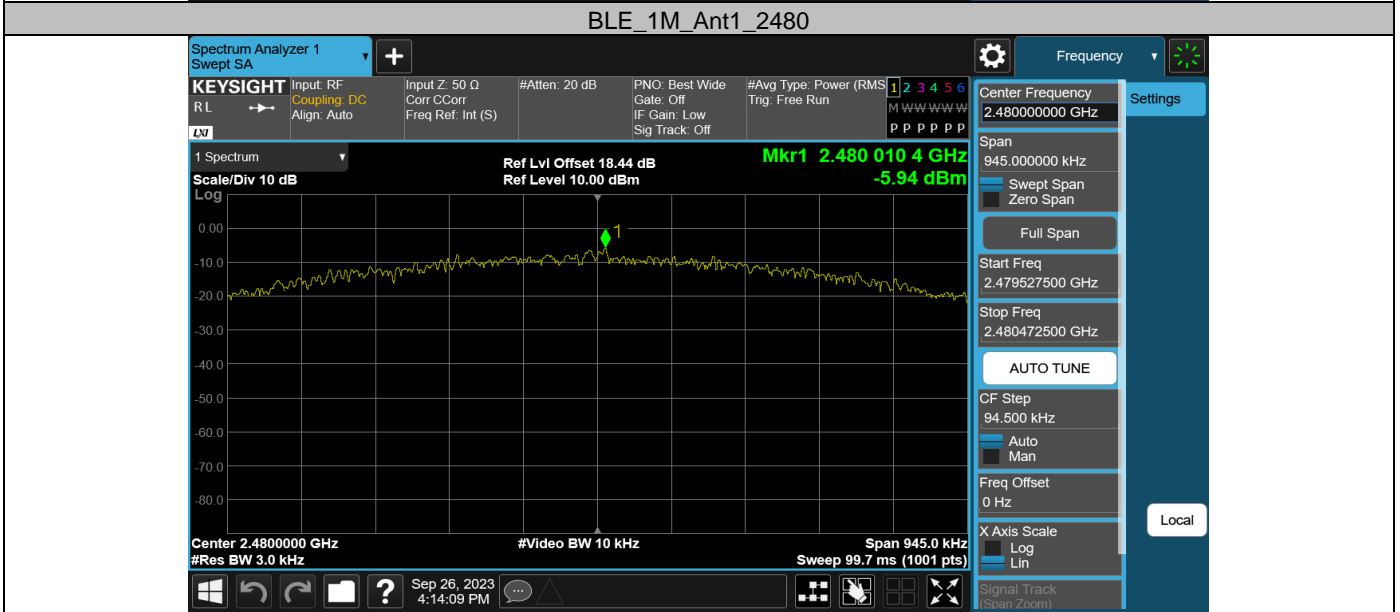 BLE_1M_Ant1_2480
Spectrum Analyzer 1
Swept SA
Frequency
KEYSIGHT
R L
LXI
Input: RF
Coupling: DC
Align: Auto
Input Z: 50 Ω
Corr CCorr
Freq Ref: Int (S)
#Atten: 20 dB
PNO: Best Wide
Gate: Off
IF Gain: Low
Sig Track: Off
#Avg Type: Power (RMS
Trig: Free Run
1 2 3 4 5 6
M W W W W W
P P P P P P
1 Spectrum
Scale/Div 10 dB
Ref Lvl Offset 18.44 dB
Ref Level 10.00 dBm
Mkr1 2.480 010 4 GHz
-5.94 dBm
Log
1
0.00
-10.0
-20.0
-30.0
-40.0
-50.0
-60.0
-70.0
-80.0
Center 2.4800000 GHz
#Video BW 10 kHz
Span 945.0 kHz
#Res BW 3.0 kHz
Sweep 99.7 ms (1001 pts)
?
Sep 26, 2023
4:14:09 PM
Center Frequency
2.480000000 GHz
Span
945.000000 kHz
Swept Span
Zero Span
Full Span
Start Freq
2.479527500 GHz
Stop Freq
2.480472500 GHz
AUTO TUNE
CF Step
94.500 kHz
Auto
Man
Freq Offset
0 Hz
X Axis Scale
Log
Lin
Signal Track
(Span Zoom)
Settings
Local